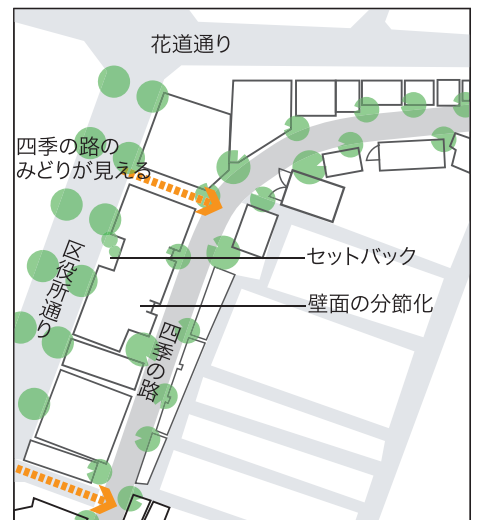 花道通り
四季の路の
みどりが見える
セットバック
区役所通り
壁面の分節化
四季の路